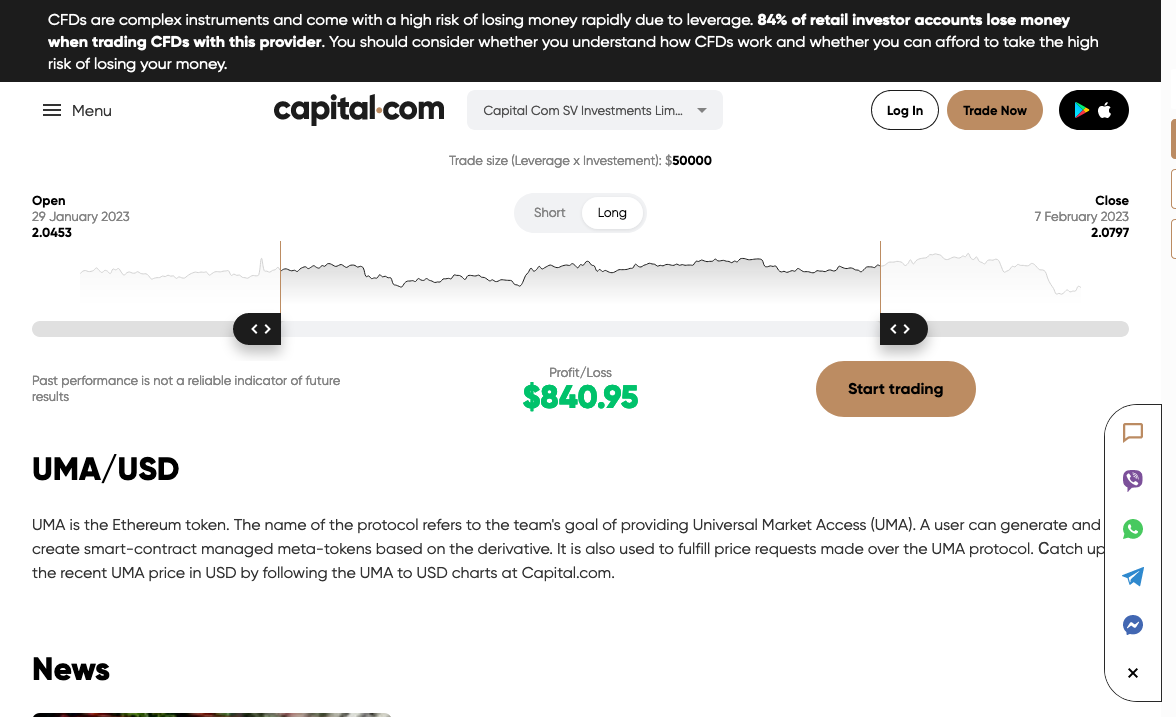 CFDs are complex instruments and come with a high risk of losing money rapidly due to leverage. 84% of retail investor accounts lose money
when trading CFDs with this provider. You should consider whether you understand how CFDs work and whether you can afford to take the high
risk of losing your money.
Menu
capital.com
Capital Com SV Investments Lim...
Log In
Trade Now
Trade size (Leverage x Investement): $50000
Open
29 January 2023
2.0453
Short
Long
Close
7 February 2023
2.0797
Past performance is not a reliable indicator of future
results
Profit/Loss
$840.95
Start trading
UMA/USD
UMA is the Ethereum token. The name of the protocol refers to the team's goal of providing Universal Market Access (UMA). A user can generate and
create smart-contract managed meta-tokens based on the derivative. It is also used to fulfill price requests made over the UMA protocol. Catch up
the recent UMA price in USD by following the UMA to USD charts at Capital.com.
News